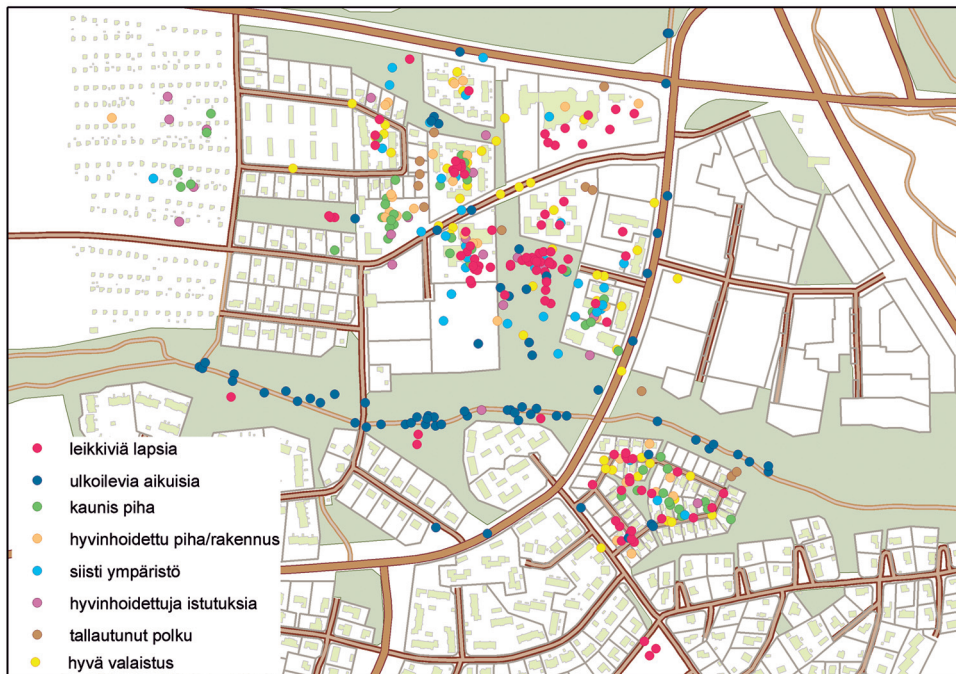 leikkiviä lapsia
ulkoilevia aikuisia
kaunis piha
hyvinhoidettu piha/rakennus
siisti ympäristö
hyvinhoidettuja istutuksia
tallautunut polku
hyvä valaistus